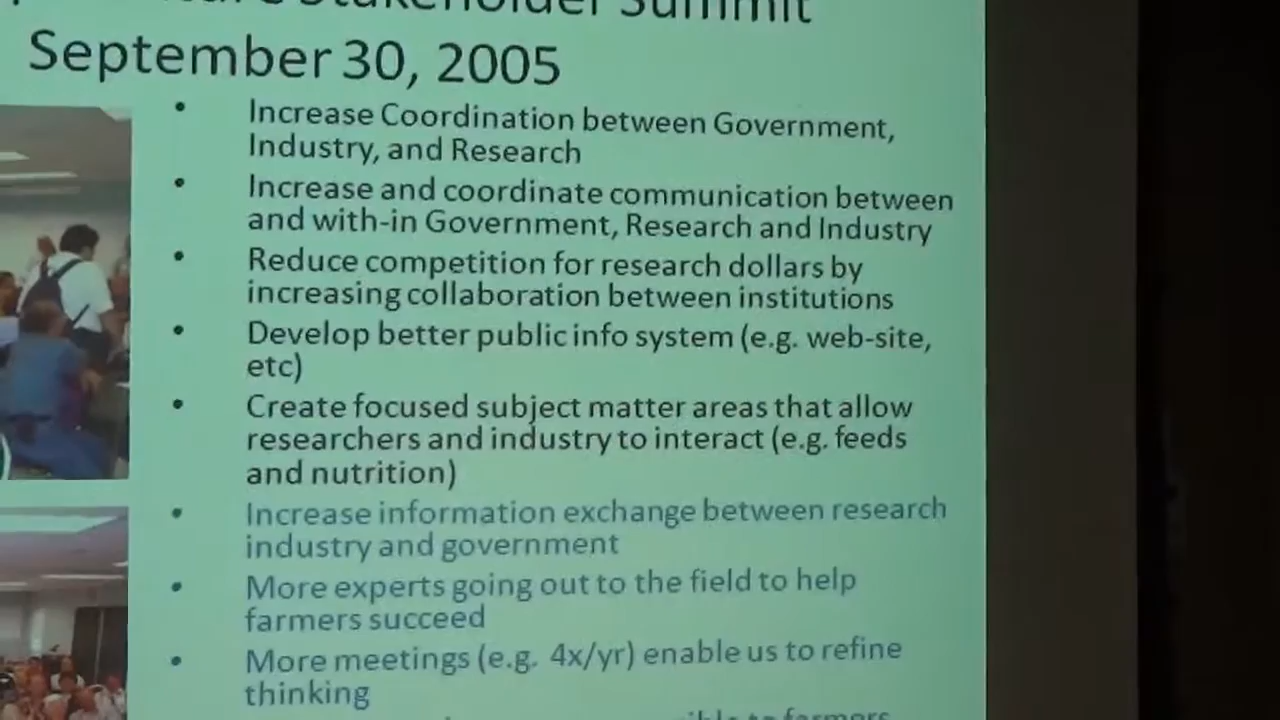 Stakeholder Summit
September 30, 2005
• Increase Coordination between Government,
Industry, and Research
• Increase and coordinate communication between
and with-in Government, Research and Industry
• Reduce competition for research dollars by
increasing collaboration between institutions
• Develop better public info system (e.g. web-site,
etc)
• Create focused subject matter areas that allow
researchers and industry to interact (e.g. feeds
and nutrition)
• Increase information exchange between research
industry and government
• More experts going out to the field to help
farmers succeed
• More meetings (e.g. 4x/yr) enable us to refine
thinking
to farmers